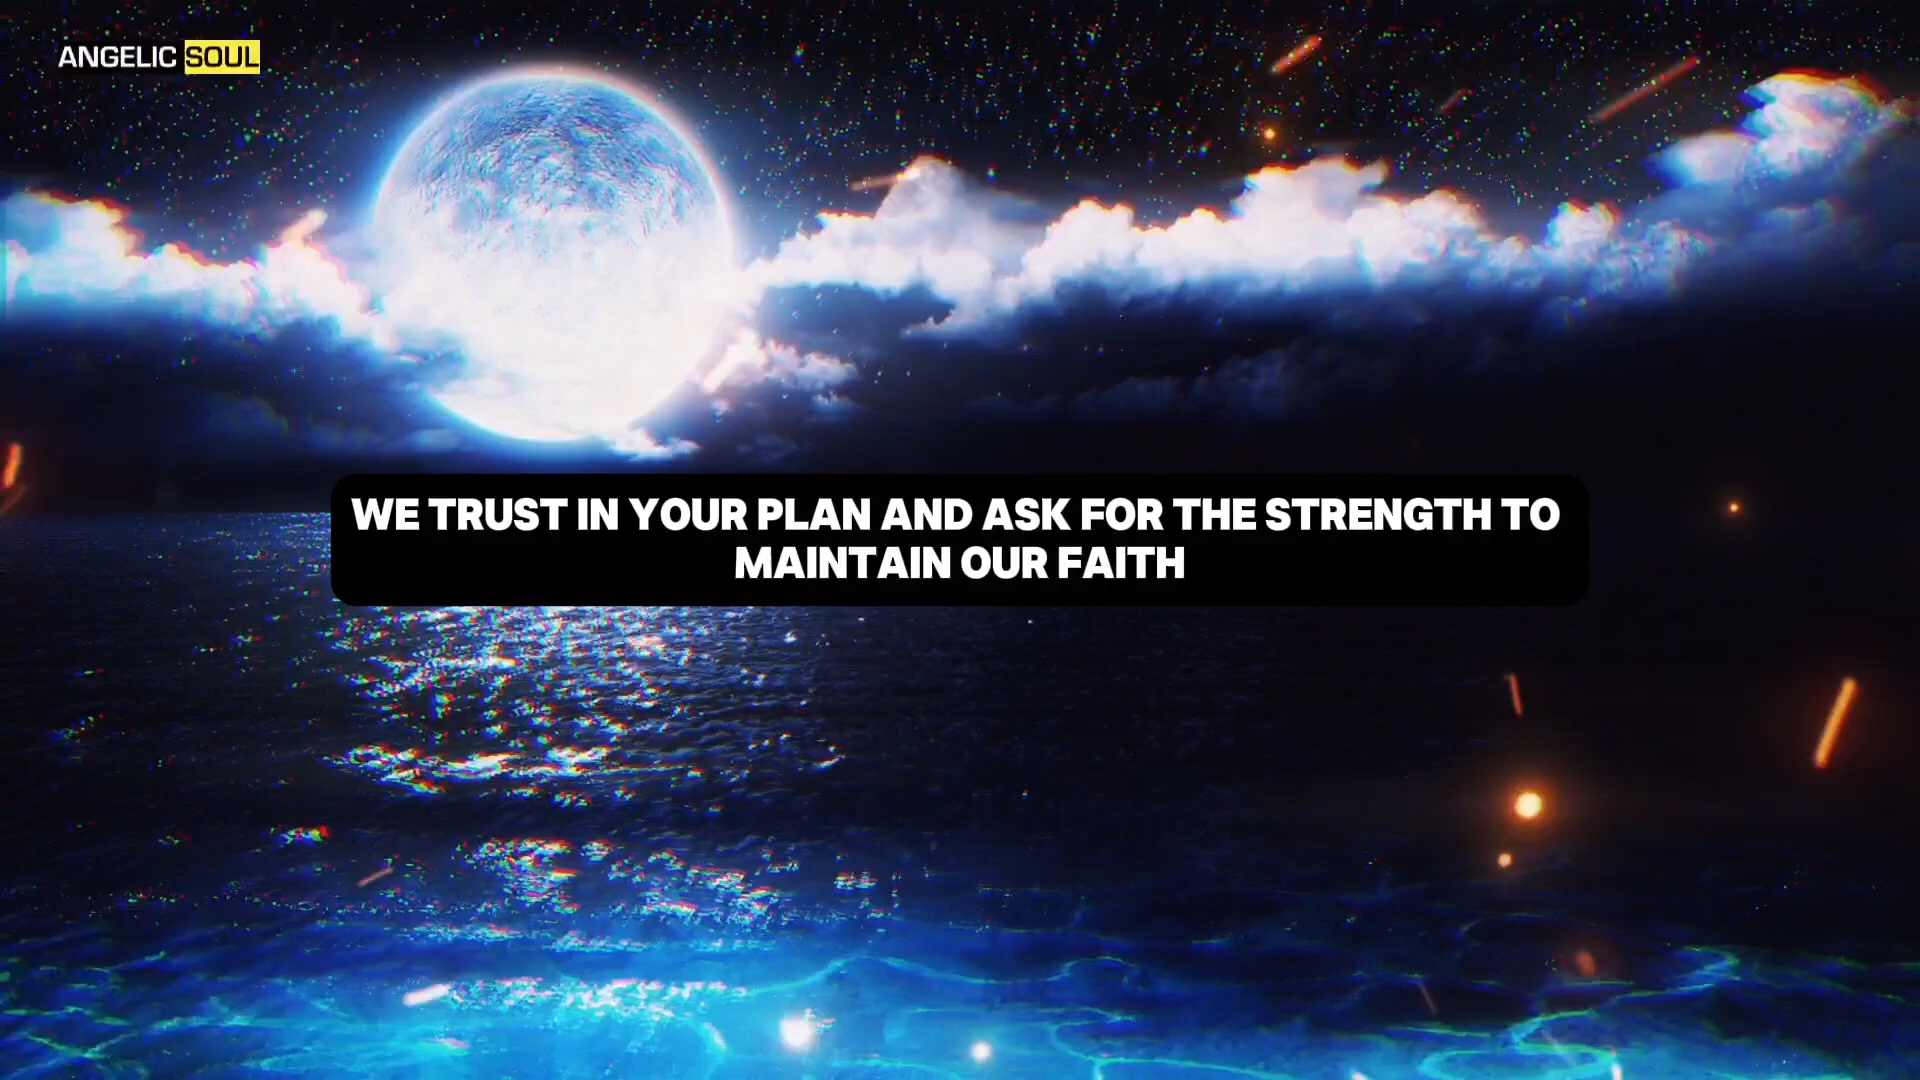 ANGELIC SOUL
WE TRUST IN YOUR PLAN AND ASK FOR THE STRENGTH TO
MAINTAIN OUR FAITH